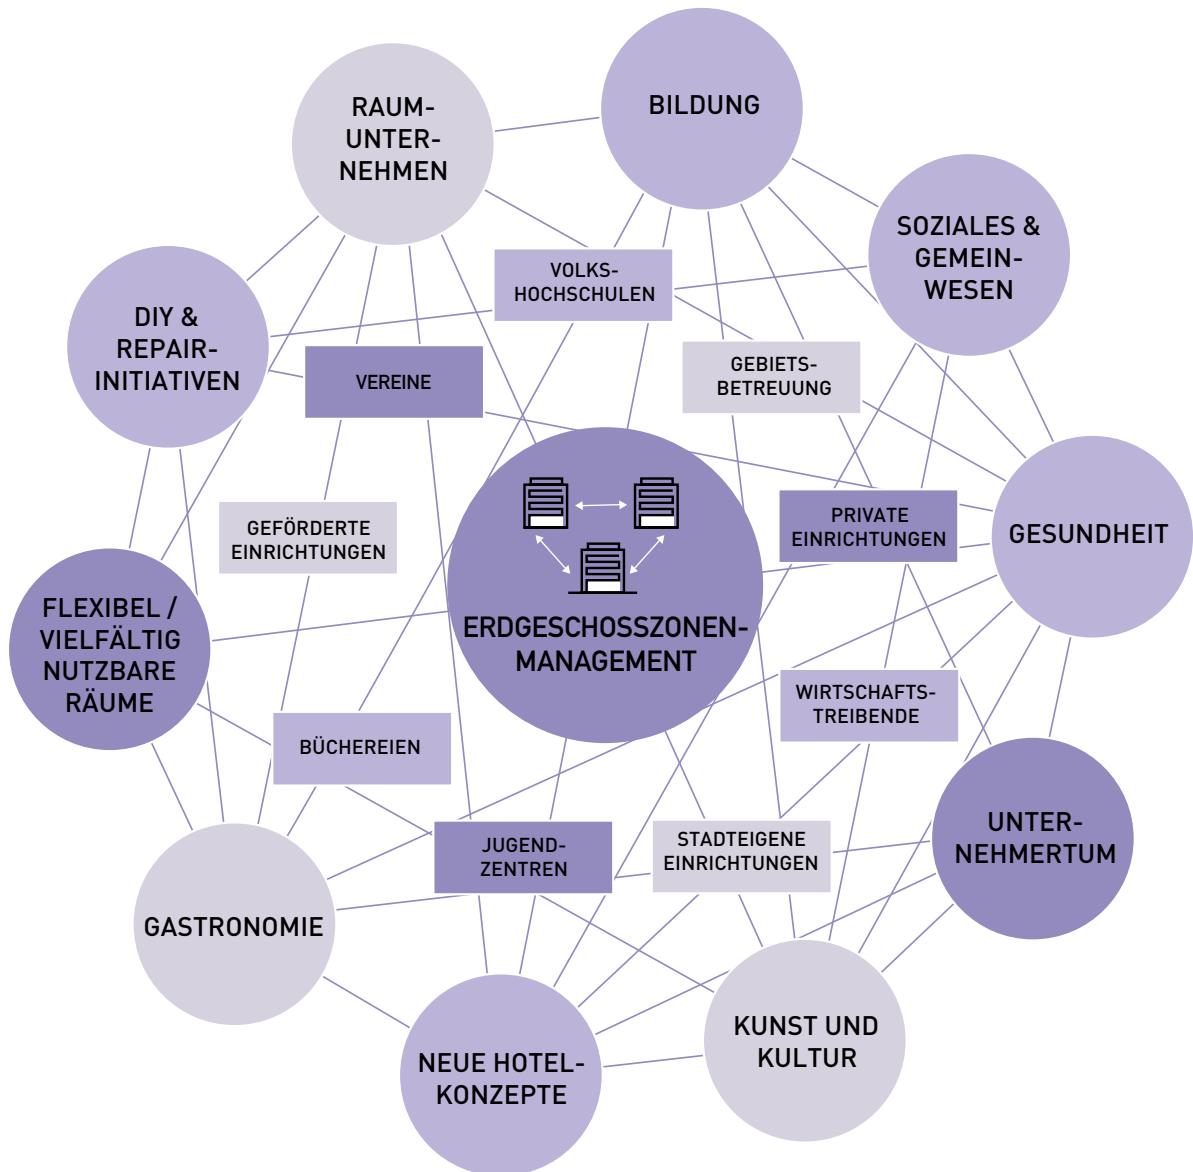 RAUM-
UNTER-
NEHMEN
BILDUNG
SOZIALES &
GEMEIN-
WESEN
VOLKS-
HOCHSCHULEN
DIY &
REPAIR-
INITIATIVEN
VEREINE
GEBIETS-
BETREUUNG
GEFÖRDERTE
EINRICHTUNGEN
PRIVATE
EINRICHTUNGEN
GESUNDHEIT
FLEXIBEL /
VIELFÄLTIG
NUTZBARE
RÄUME
ERDGESCHOSSZONEN-
MANAGEMENT
WIRTSCHAFTS-
TREIBENDE
BÜCHEREIEN
JUGEND-
ZENTREN
STADTEIGENE
EINRICHTUNGEN
UNTER-
NEHMERTUM
GASTRONOMIE
NEUE HOTEL-
KONZEPTE
KUNST UND
KULTUR